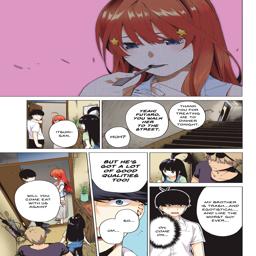 THANK
YOU FOR
TREATING
ME TO
DINNER
TONIGHT.
YEAH!
FUTARO,
YOU WALK
HER
TO THE
STREET.
HUH?
ITSUKI-
SAN.
MY BROTHER
IS TRASH...AND
EGOTISTICAL...
AND LIKE
THE WORST
GUY EVER...
OH
COME
ON...
BUT HE'S
GOT A
LOT OF
GOOD
QUALITIES
TOO!
SO...
UM...
WILL YOU
COME EAT
WITH US
AGAIN?